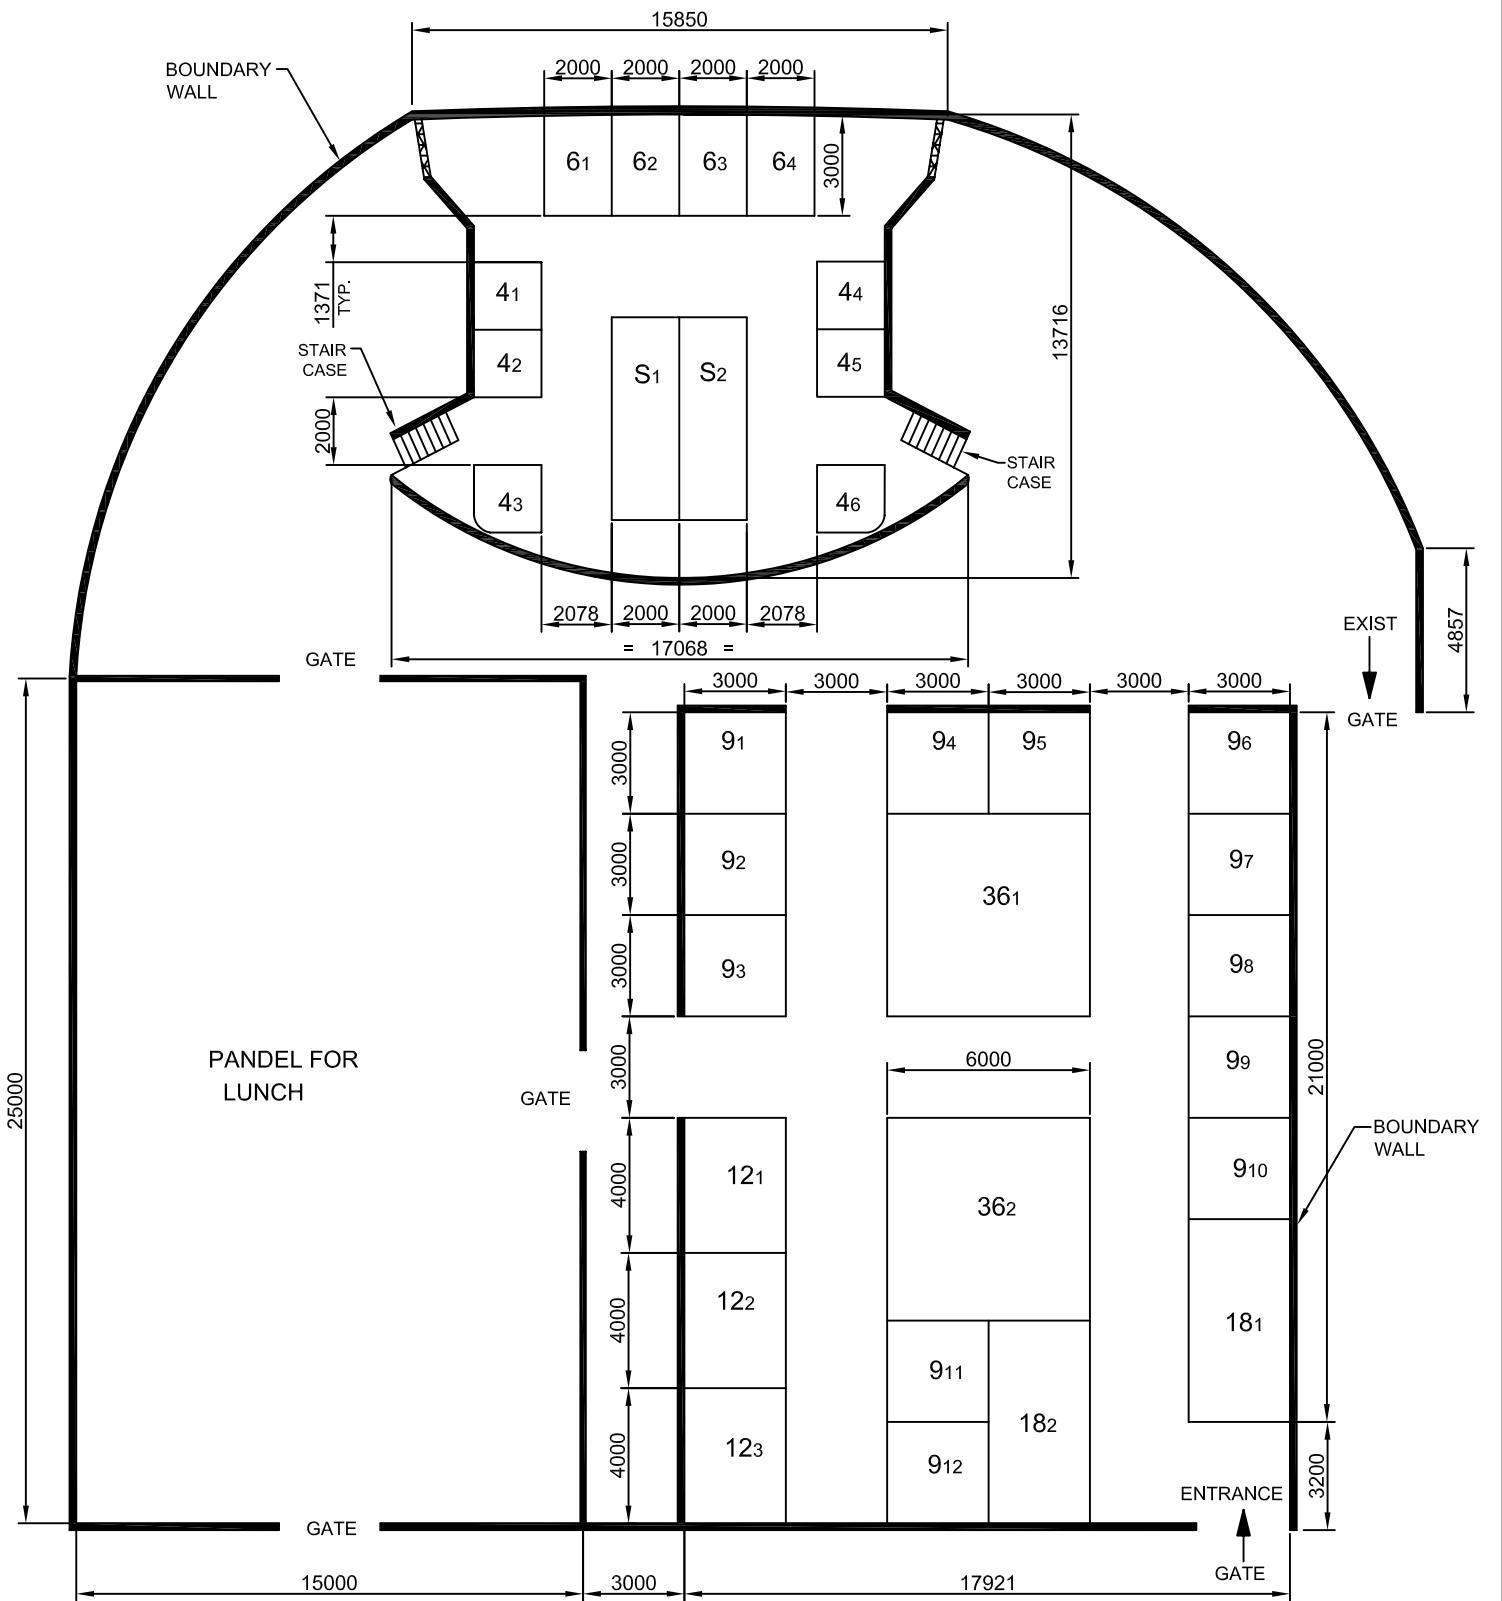 15850
BOUNDARY
WALL
2000 2000 2000 2000
61 62 63 64
3000
1371
TYP.
41 44
13716
STAIR
CASE
42 S1 S2 45
2000
STAIR
CASE
43 46
2078 2000 2000 2078
= 17068 =
EXIST
4857
GATE
GATE
3000 3000 3000 3000 3000 3000
3000
91 94 95 96
3000
92 97
361
3000
93 98
PANDEL FOR
LUNCH
3000
6000
99
21000
25000
GATE
BOUNDARY
WALL
4000
121 362 910
4000
122 181
911
182
4000
123 912
3200
ENTRANCE
GATE
GATE
15000 3000 17921